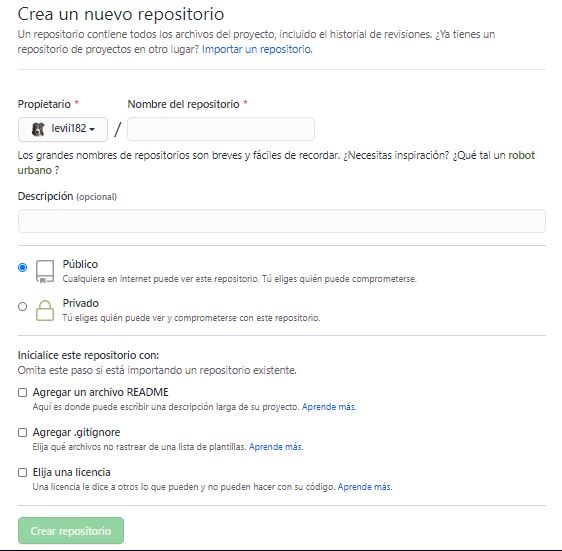 Crea un nuevo repositorio
Un repositorio contiene todos los archivos del proyecto, incluido el historial de revisiones. ¿Ya tienes un
repositorio de proyectos en otro lugar? Importar un repositorio.
Propietario * Nombre del repositorio *
levii182 /
Los grandes nombres de repositorios son breves y fáciles de recordar. ¿Necesitas inspiración? ¿Qué tal un robot
urbano ?
Descripción (opcional)
Público
Cualquiera en Internet puede ver este repositorio. Tú eliges quién puede comprometerse.
Privado
Tú eliges quién puede ver y comprometerse con este repositorio.
Inicialice este repositorio con:
Omita este paso si está importando un repositorio existente.
Agregar un archivo README
Aquí es donde puede escribir una descripción larga de su proyecto. Aprende más.
Agregar .gitignore
Elija qué archivos no rastrear de una lista de plantillas. Aprende más.
Elija una licencia
Una licencia le dice a otros lo que pueden y no pueden hacer con su código. Aprende más.
Crear repositorio